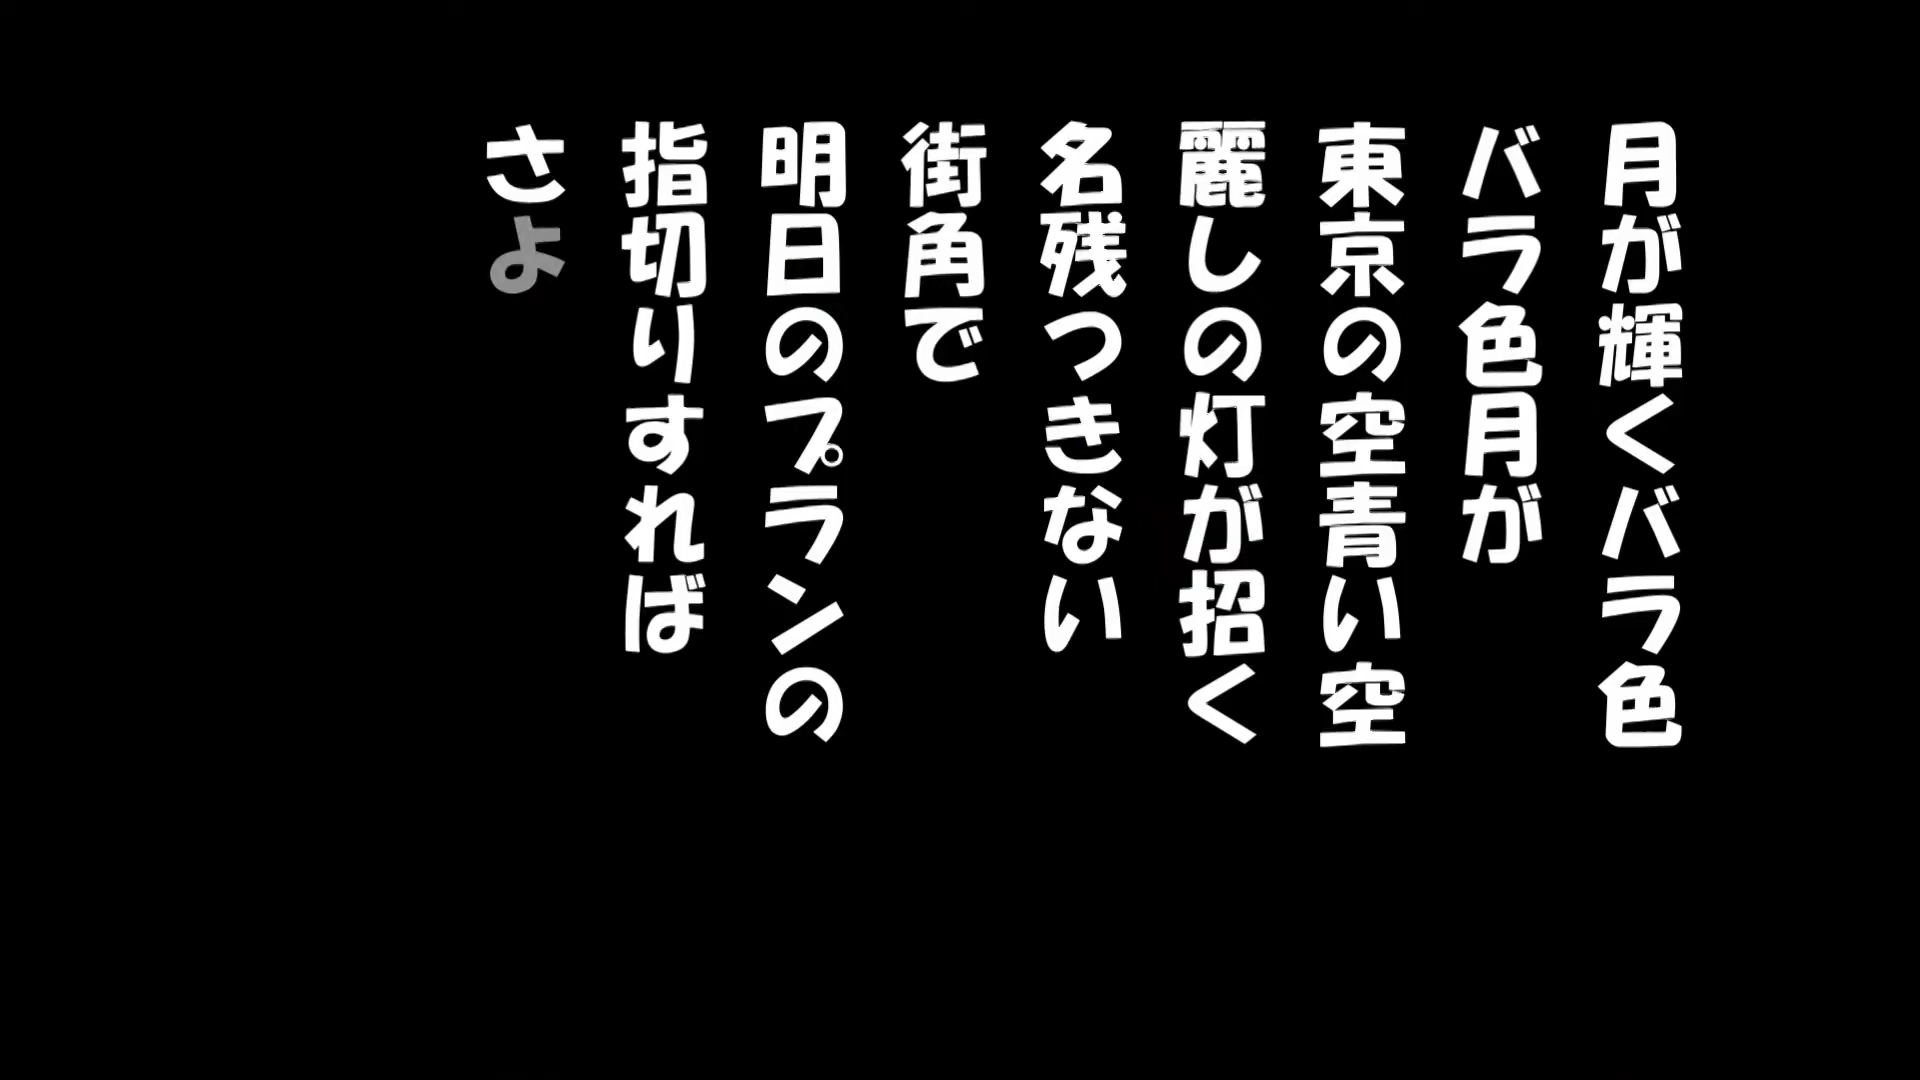 月が輝くバラ色
バラ色月が
東京の空青い空
麗しの灯が招く
名残つきない
街角で
明日のプランの
指切りすれば
さよ